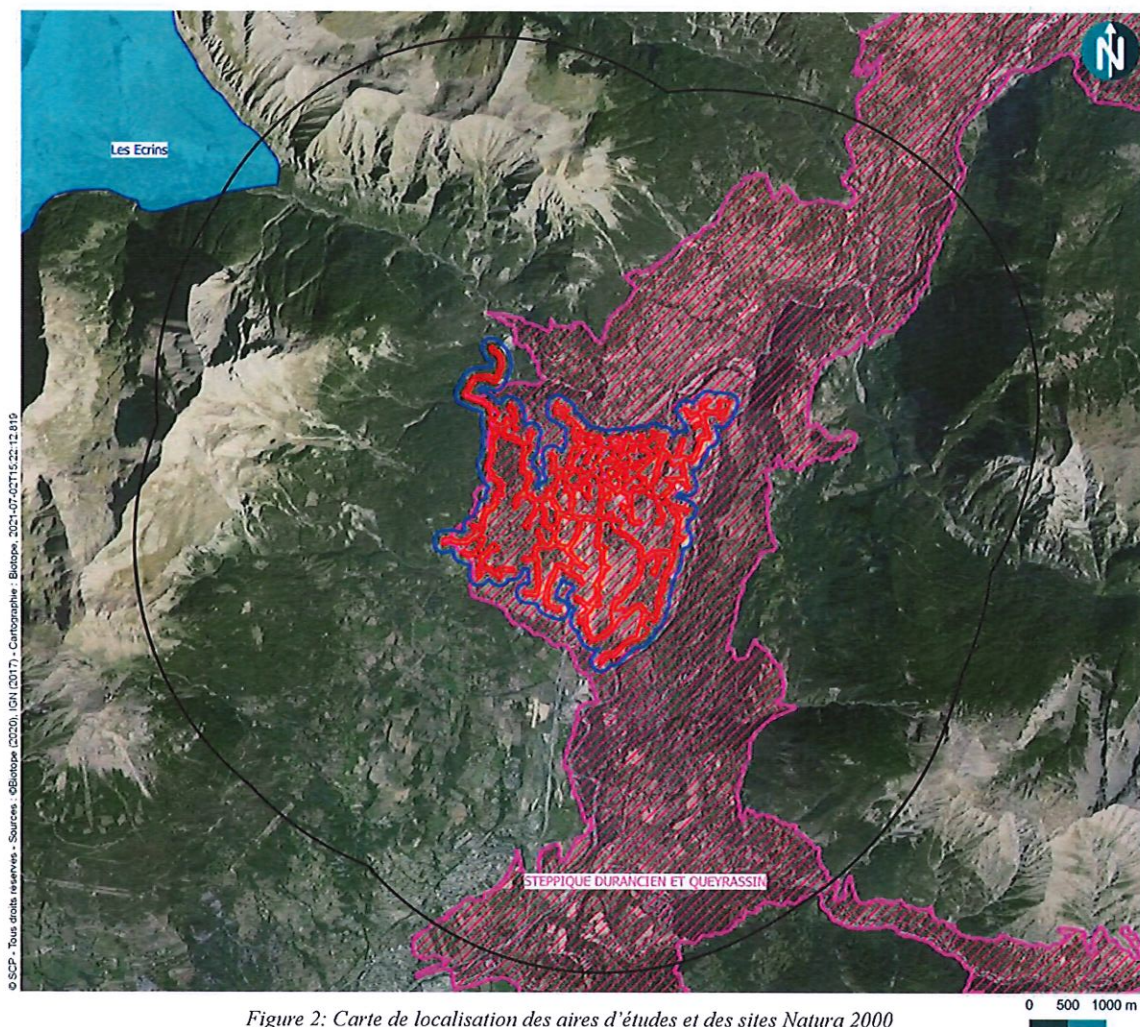 N
Les Ecrins
STEPPIQUE DURANCIEN ET QUEYRASSIN
© SCP - Tous droits réservés - Sources : ©Biotope (2020), IGN (2017) - Cartographie : Biotope, 2021-07-02T15:22:12.819
0 500 1000 m
Figure 2: Carte de localisation des aires d'études et des sites Natura 2000